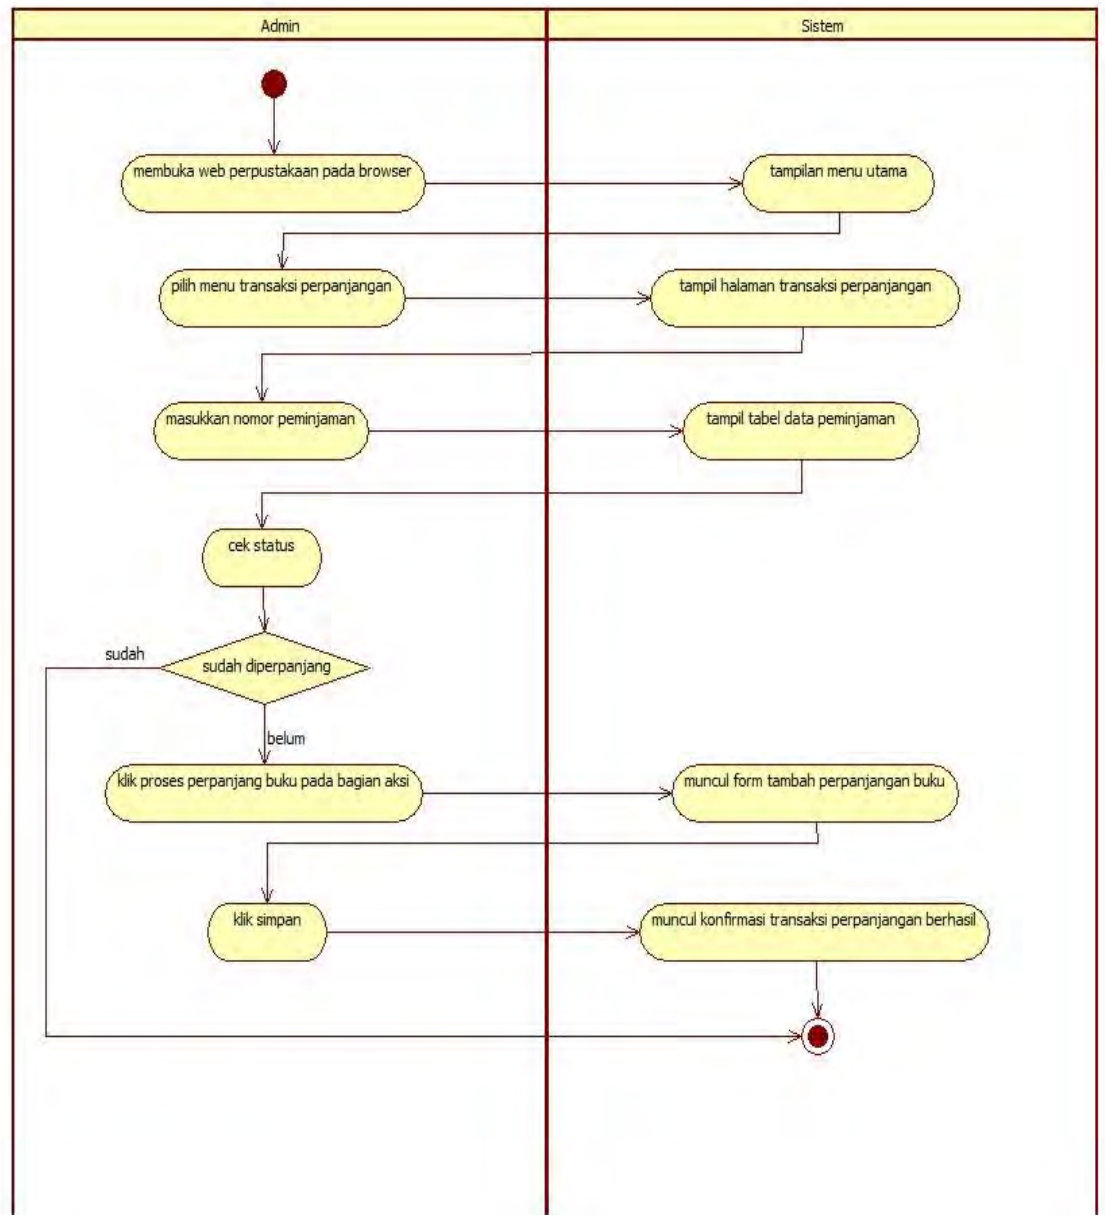 Admin
Sistem
membuka web perpustakaan pada browser
tampilan menu utama
pilih menu transaksi perpanjangan
tampil halaman transaksi perpanjangan
masukkan nomor peminjaman
tampil tabel data peminjaman
cek status
sudah
sudah diperpanjang
belum
klik proses perpanjang buku pada bagian aksi
muncul form tambah perpanjangan buku
klik simpan
muncul konfirmasi transaksi perpanjangan berhasil